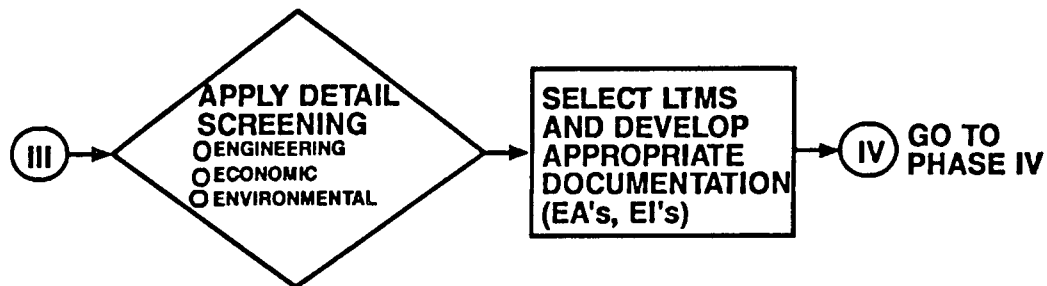 III
APPLY DETAIL
SCREENING
O ENGINEERING
O ECONOMIC
O ENVIRONMENTAL
SELECT LTMS
AND DEVELOP
APPROPRIATE
DOCUMENTATION
(EA's, EI's)
IV
GO TO
PHASE IV